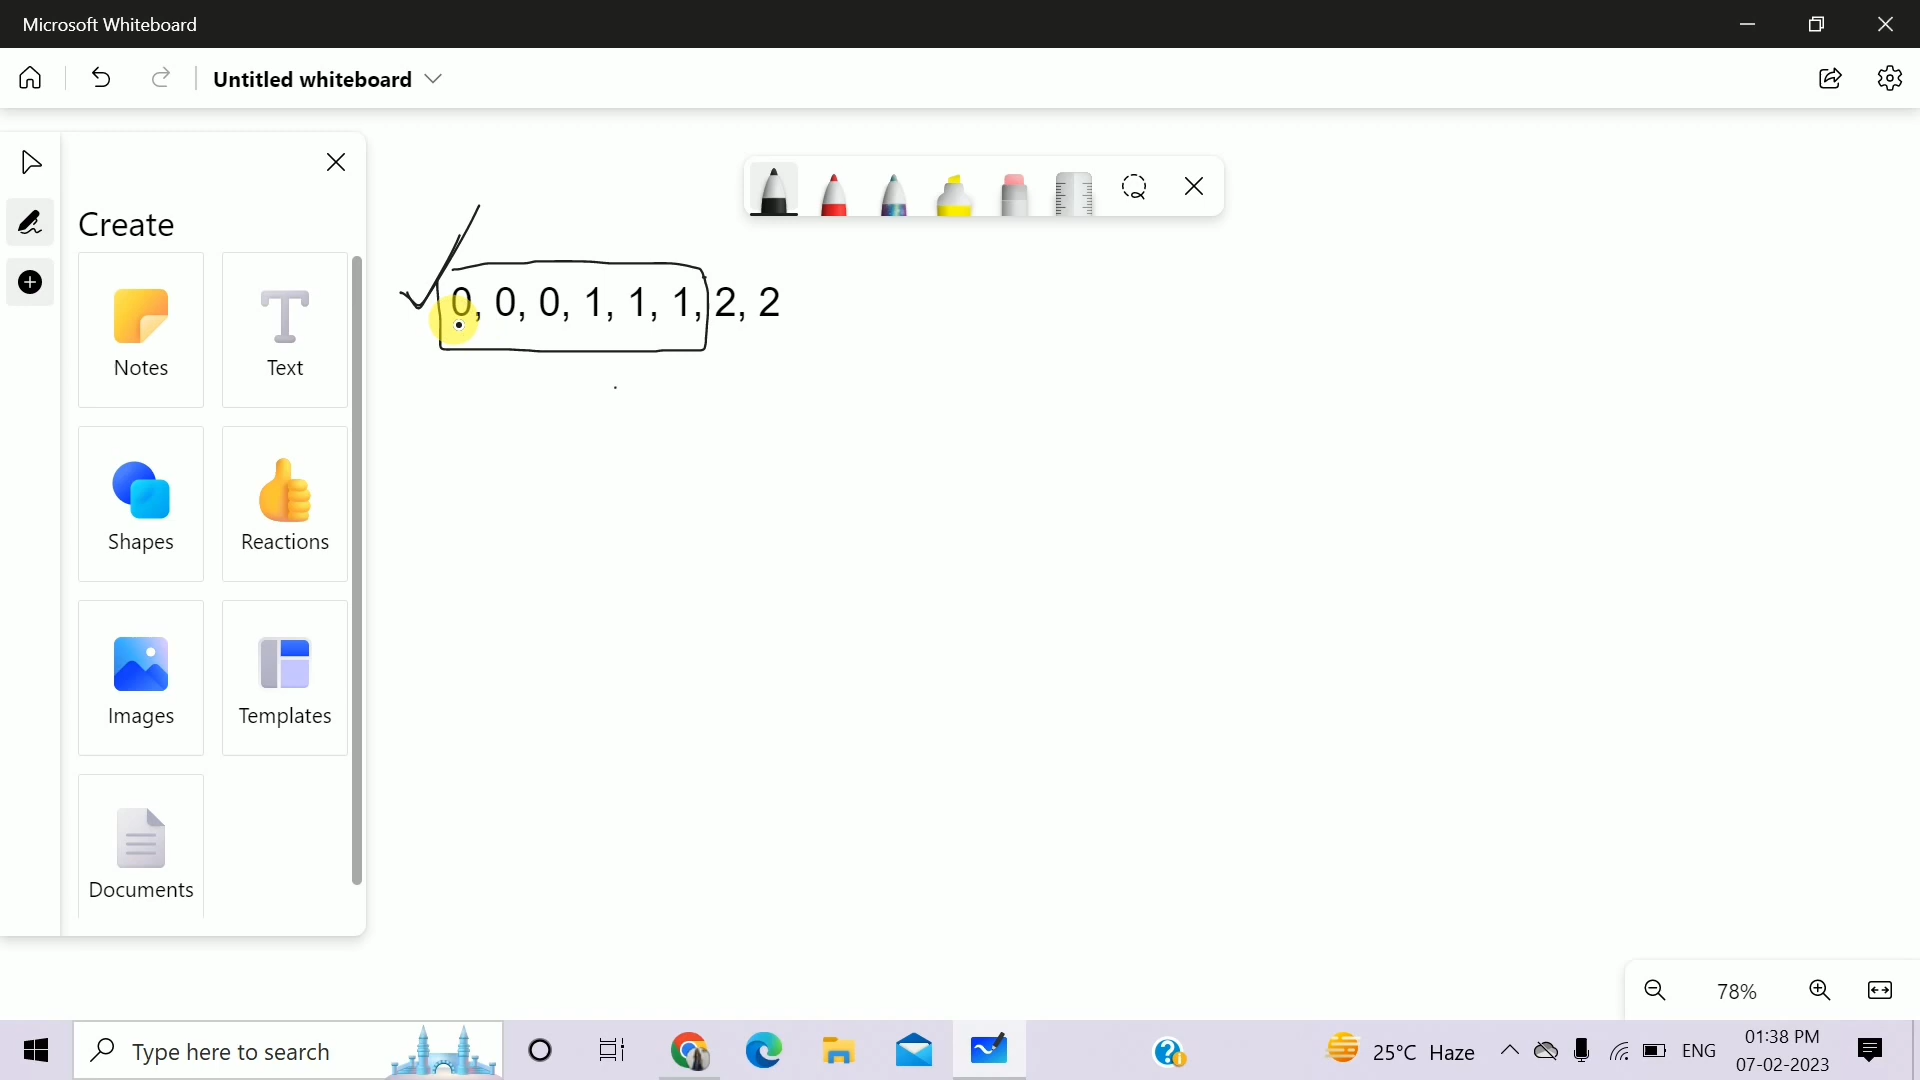 Microsoft Whiteboard
Untitled whiteboard
Create
0, 0, 0, 1, 1, 1, 2, 2
Notes
Text
Shapes
Reactions
Images
Templates
Documents
78%
Type here to search
25°C Haze
ENG
01:38 PM
07-02-2023